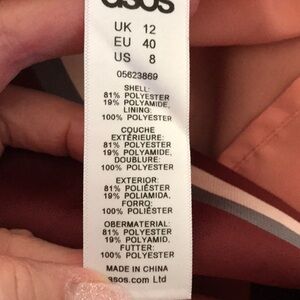 asos
UK 12
EU 40
US 8
05623869
SHELL:
81% POLYESTER
19% POLYAMIDE,
LINING:
100% POLYESTER
COUCHE
EXTÉRIEURE:
81% POLYESTER
19% POLYAMIDE,
DOUBLURE:
100% POLYESTER
EXTERIOR:
81% POLIÉSTER
19% POLIAMIDA,
FORRO:
100% POLIÉSTER
OBERMATERIAL:
81% POLYESTER
19% POLYAMID,
FUTTER:
100% POLYESTER
MADE IN CHINA
asos.com Ltd